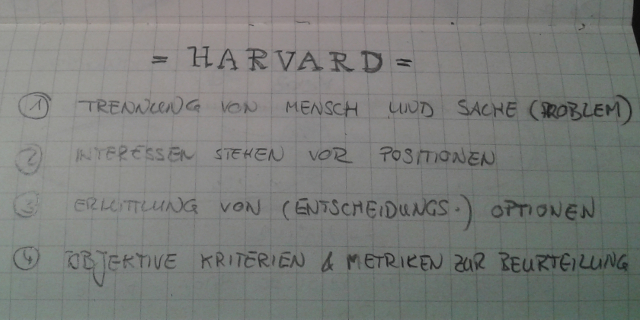 = HARVARD =
① TRENNUNG VON MENSCH UND SACHE (PROBLEM)
② INTERESSEN STEHEN VOR POSITIONEN
③ ERMITTLUNG VON (ENTSCHEIDUNGS-) OPTIONEN
④ OBJEKTIVE KRITERIEN & METRIKEN ZUR BEURTEILUNG